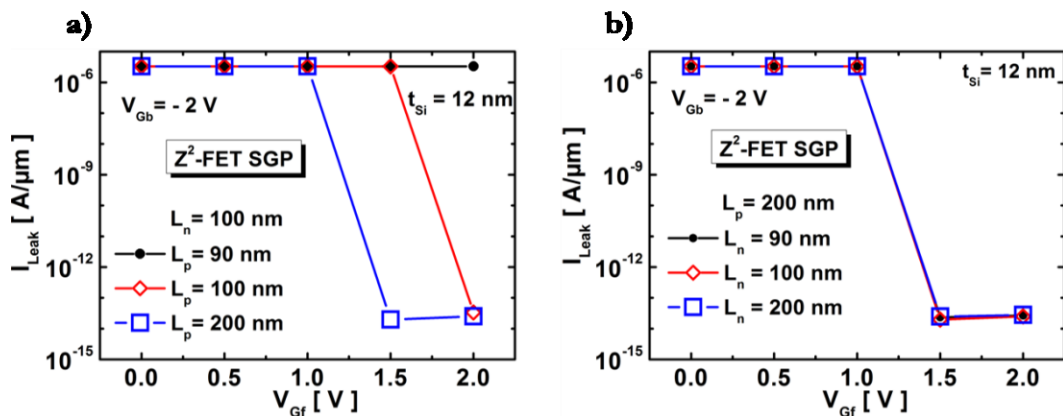 a)
10⁻⁶
10⁻⁹
10⁻¹²
10⁻¹⁵
I_Leak [ A/µm ]
V_Gb = - 2 V
t_Si = 12 nm
Z²-FET SGP
L_n = 100 nm
L_p = 90 nm
L_p = 100 nm
L_p = 200 nm
0.0 0.5 1.0 1.5 2.0
V_Gf [ V ]
b)
10⁻⁶
10⁻⁹
10⁻¹²
10⁻¹⁵
I_Leak [ A/µm ]
t_Si = 12 nm
V_Gb = - 2 V
Z²-FET SGP
L_p = 200 nm
L_n = 90 nm
L_n = 100 nm
L_n = 200 nm
0.0 0.5 1.0 1.5 2.0
V_Gf [ V ]